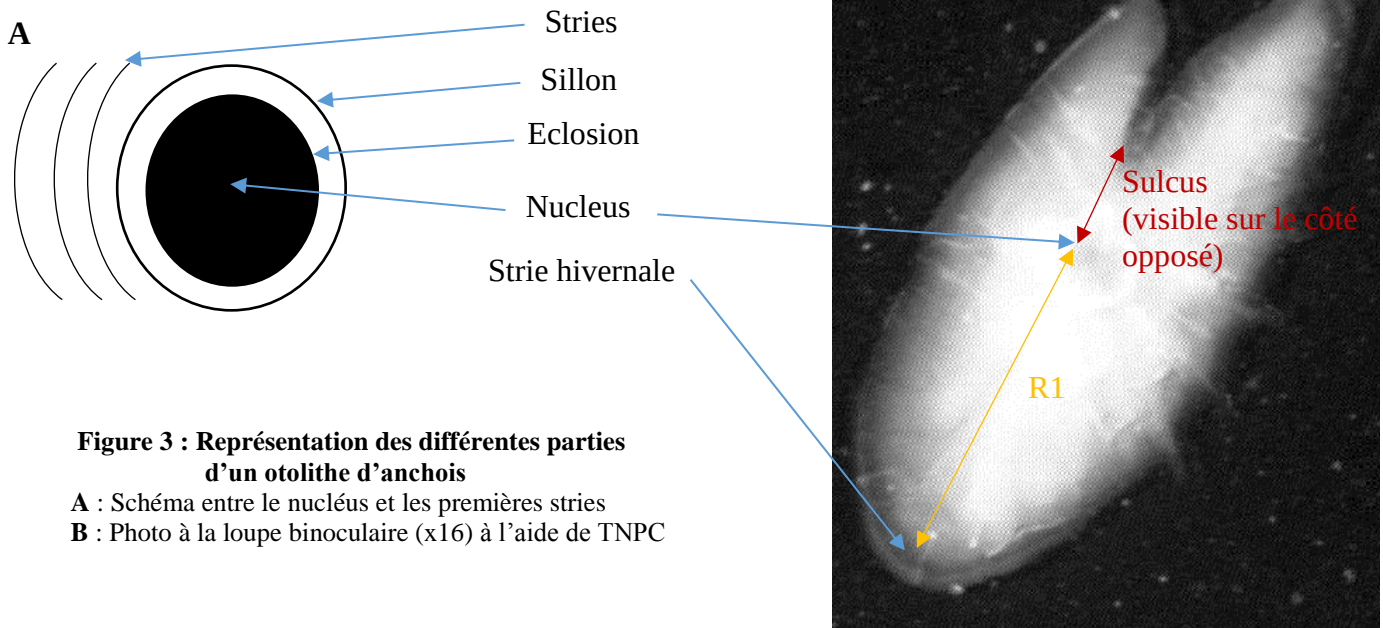 A
Stries
Sillon
Eclosion
Nucleus
Strie hivernale
Sulcus
(visible sur le côté
opposé)
R1
Figure 3 : Représentation des différentes parties
d'un otolithe d'anchois
A : Schéma entre le nucléus et les premières stries
B : Photo à la loupe binoculaire (x16) à l'aide de TNPC